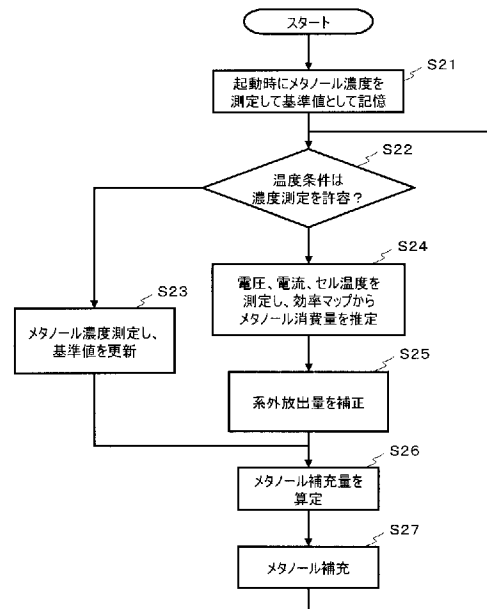 スタート
S21
起動時にメタノール濃度を
測定して基準値として記憶
S22
温度条件は
濃度測定を許容？
S24
電圧、電流、セル温度を
測定し、効率マップから
メタノール消費量を推定
S23
メタノール濃度測定し、
基準値を更新
S25
系外放出量を補正
S26
メタノール補充量を
算定
S27
メタノール補充